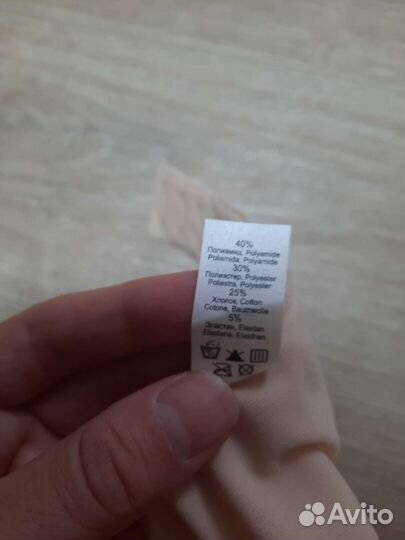 40%
Полиамид, Polyamide
Poliamida, Polyamide
30%
Полиэстер, Polyester
Poliestra, Polyester
25%
Хлопок, Cotton
Cotone, Baumwolle
5%
Эластан, Elastan
Elastana, Elasthan
Avito